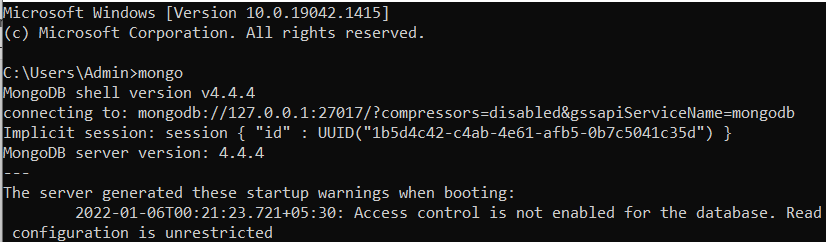 Microsoft Windows [Version 10.0.19042.1415]
(c) Microsoft Corporation. All rights reserved.
C:\Users\Admin>mongo
MongoDB shell version v4.4.4
connecting to: mongodb://127.0.0.1:27017/?compressors=disabled&gssapiServiceName=mongodb
Implicit session: session { "id" : UUID("1b5d4c42-c4ab-4e61-afb5-0b7c5041c35d") }
MongoDB server version: 4.4.4
---
The server generated these startup warnings when booting:
        2022-01-06T00:21:23.721+05:30: Access control is not enabled for the database. Read
 configuration is unrestricted